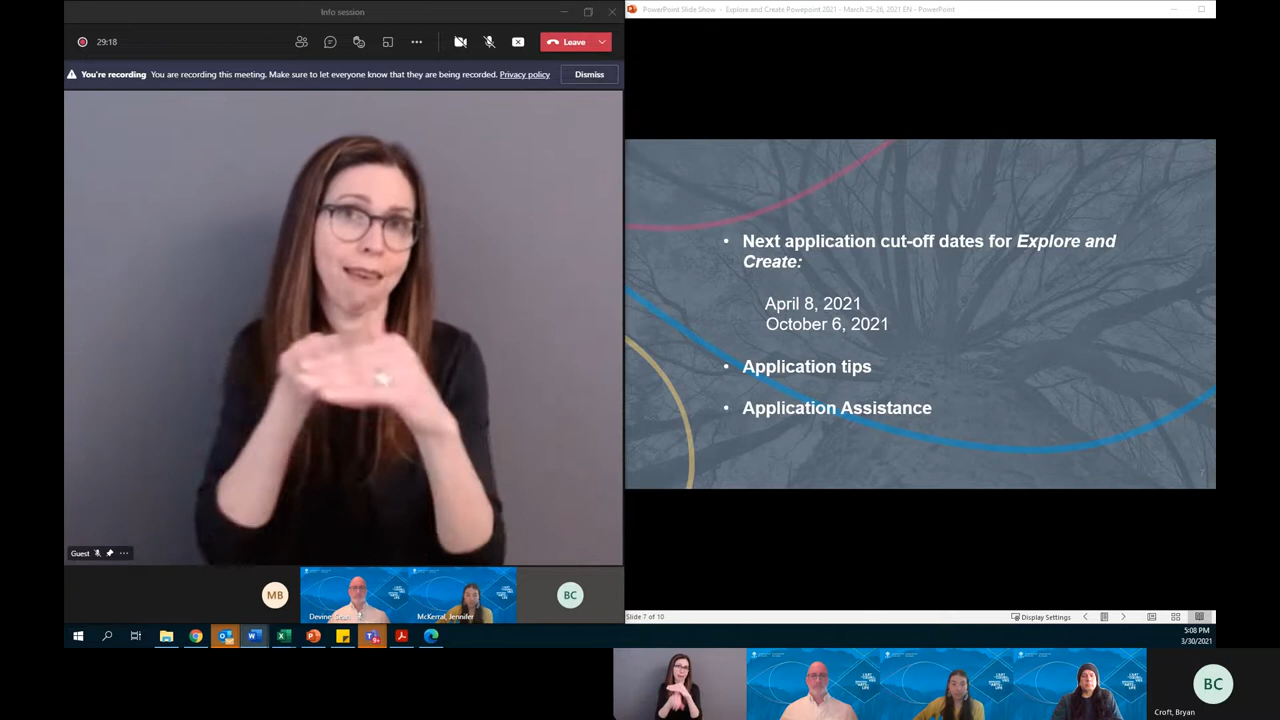 Info session
PowerPoint Slide Show - Explore and Create Powepoint 2021 - March 25-26, 2021 EN - PowerPoint
29:18
Leave
You're recording You are recording this meeting. Make sure to let everyone know that they are being recorded. Privacy policy
Dismiss
• Next application cut-off dates for Explore and
Create:
April 8, 2021
October 6, 2021
• Application tips
• Application Assistance
7
Guest
MB
McKerral, Jennifer
BC
Slide 7 of 10
Display Settings
5:08 PM
3/30/2021
BC
Croft, Bryan